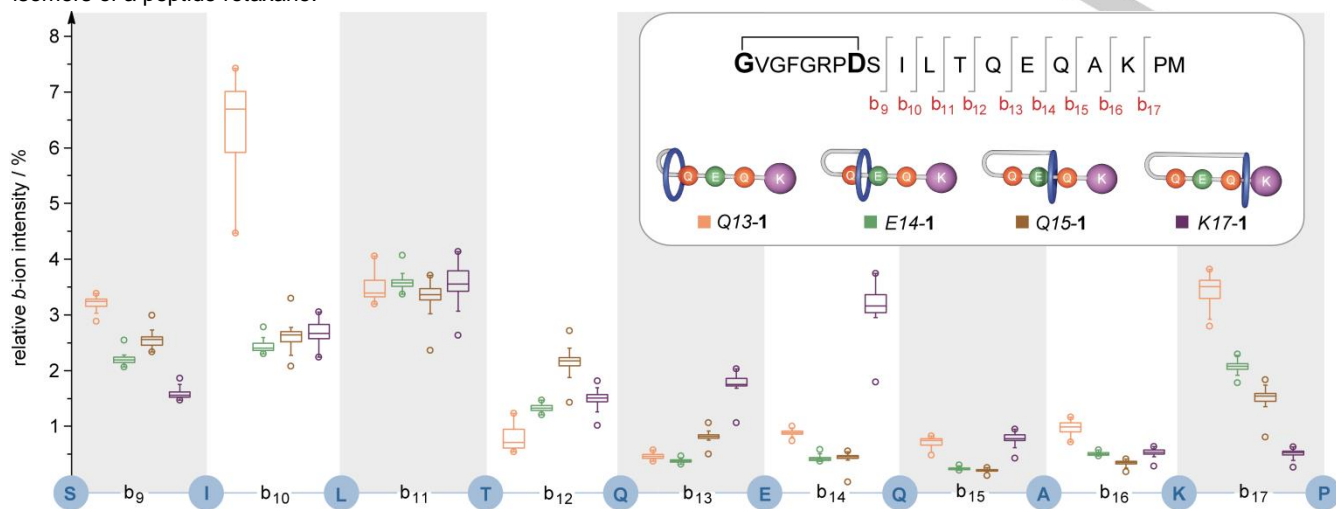 isomers of a peptide rotaxane.
8
7
6
5
4
3
2
1
relative b-ion intensity / %
GVGFGRPDS I L T Q E Q A K PM
b9 b10 b11 b12 b13 b14 b15 b16 b17
Q E Q K
Q E Q K
Q E Q K
Q E Q K
Q13-1 E14-1 Q15-1 K17-1
S b9 I b10 L b11 T b12 Q b13 E b14 Q b15 A b16 K b17 P